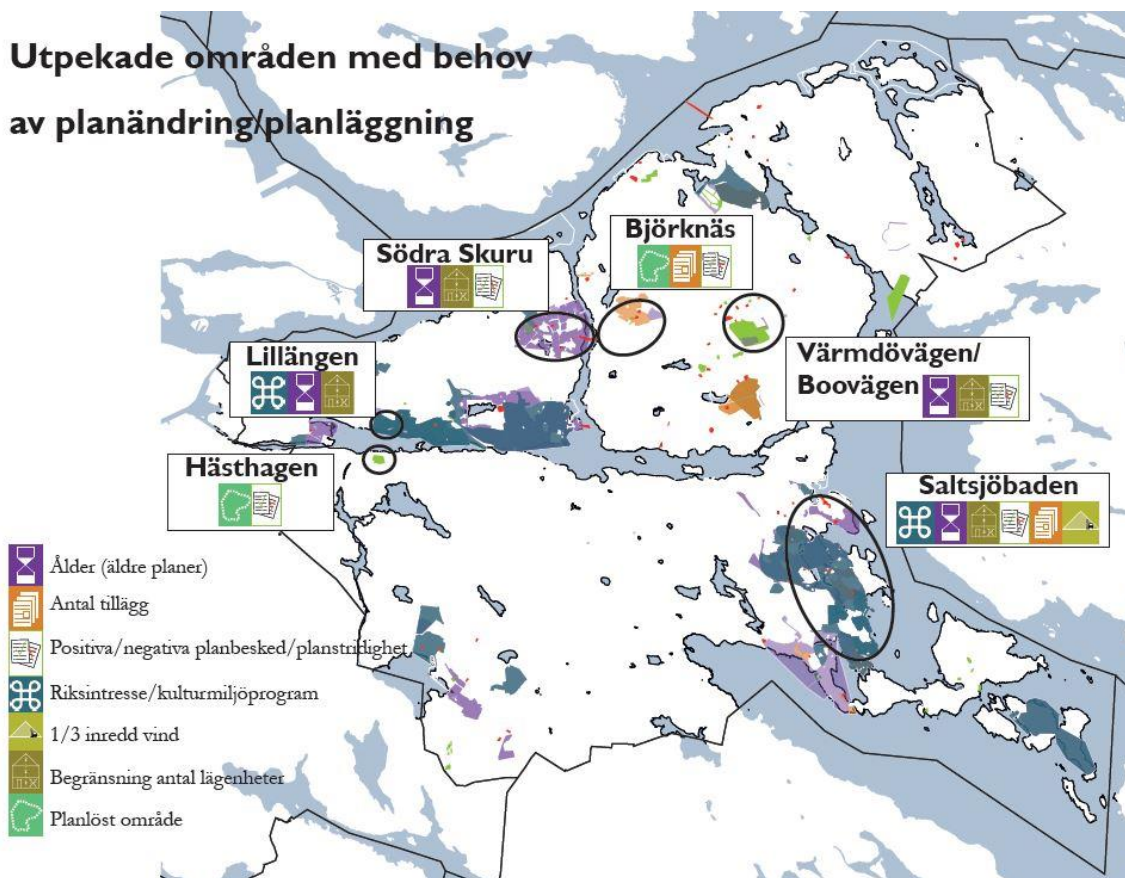 Utpekade områden med behov
av planändring/planläggning
Björknäs
Södra Skuru
Lillängen
Värmdövägen/
Boovägen
Hästhagen
Saltsjöbaden
Ålder (äldre planer)
Antal tillägg
Positiva/negativa planbesked/planstridighet
Riksintresse/kulturmiljöprogram
1/3 inredd vind
Begränsning antal lägenheter
Planlöst område